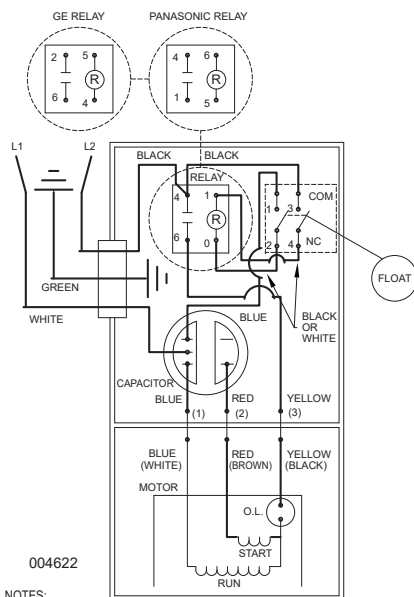 GE RELAY
PANASONIC RELAY
2 5
R
6 4
4 6
R
1 5
L1
L2
BLACK
BLACK
RELAY
4 1
R
6 0
COM
1 3
NC
2 4
FLOAT
GREEN
WHITE
BLUE
BLACK
OR
WHITE
CAPACITOR
BLUE
RED
YELLOW
(1)
(2)
(3)
BLUE
(WHITE)
RED
(BROWN)
YELLOW
(BLACK)
MOTOR
O.L.
START
RUN
004622
NOTES: